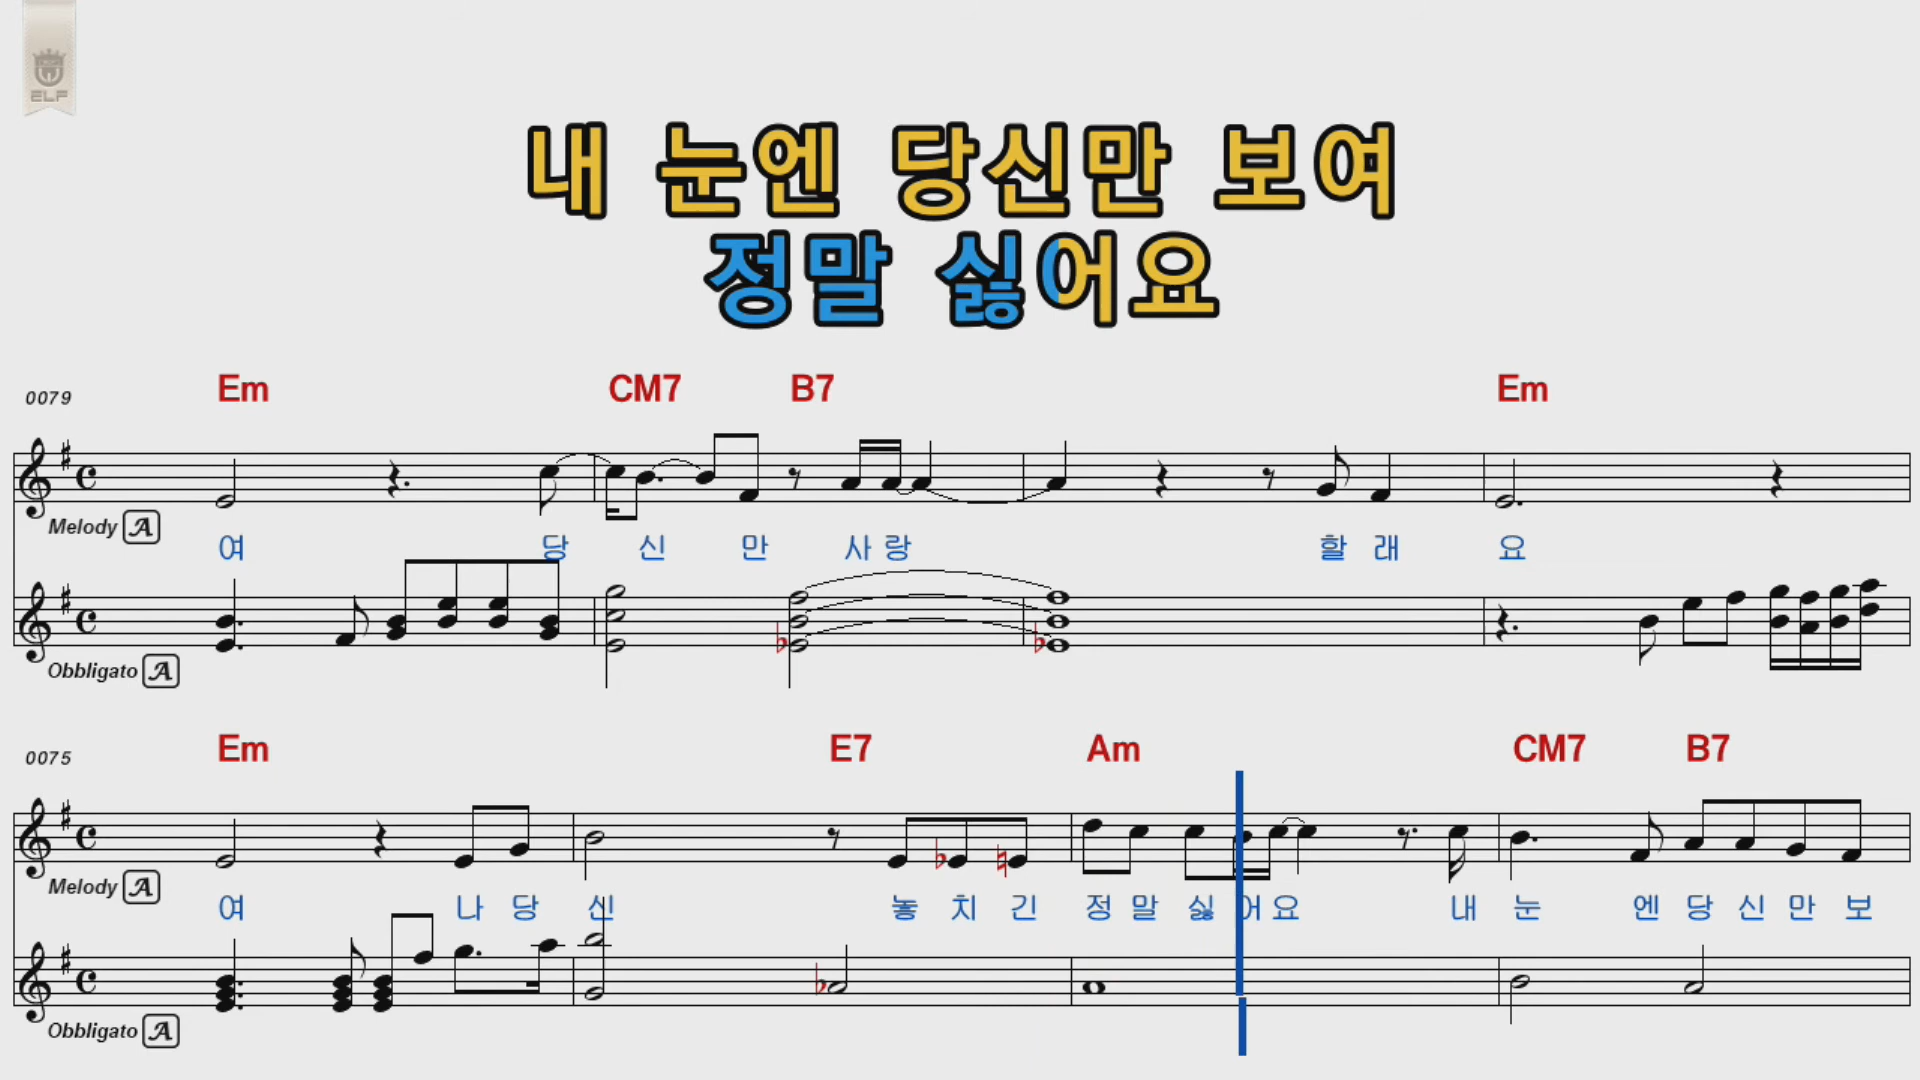 ELF
내 눈엔 당신만 보여
정말 싫어요
0079 Em CM7 B7 Em
Melody A
여 당 신 만 사 랑 할 래 요
Obbligato A
0075 Em E7 Am CM7 B7
Melody A
여 나 당 신 놓 치 긴 정 말 싫 어 요 내 눈 엔 당 신 만 보
Obbligato A